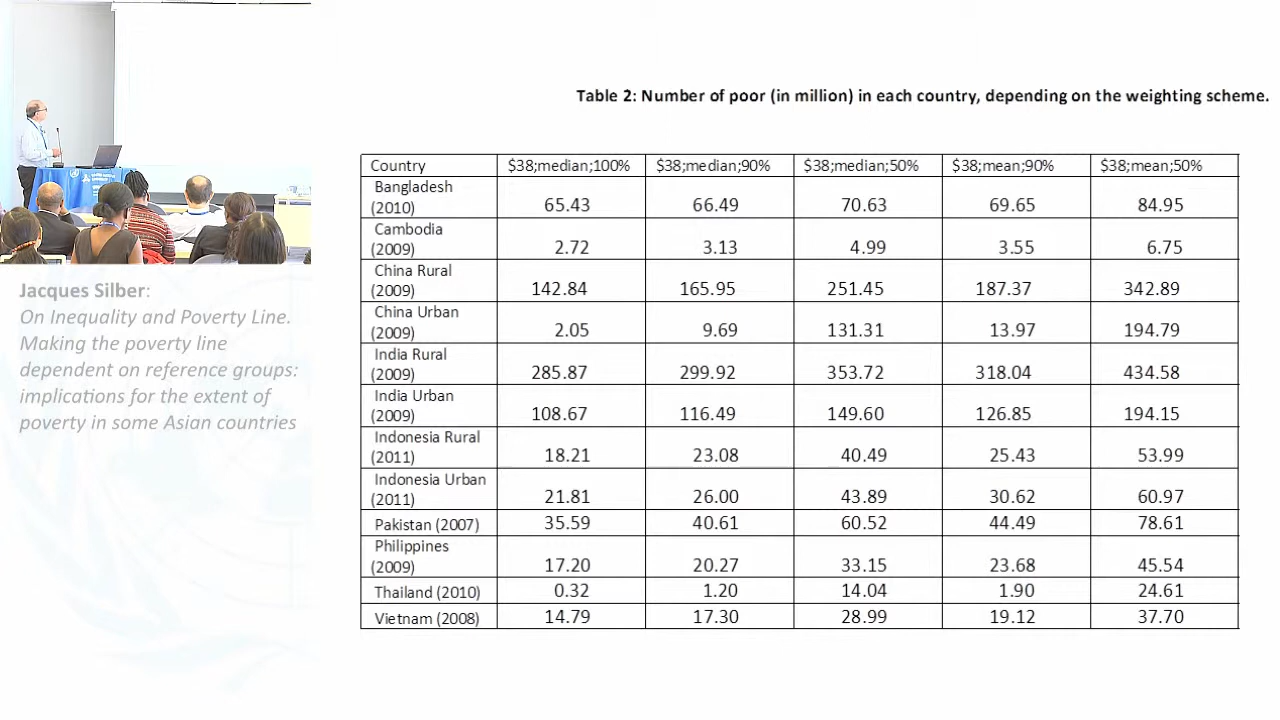 Table 2: Number of poor (in million) in each country, depending on the weighting scheme.
Country $38;median;100% $38;median;90% $38;median;50% $38;mean;90% $38;mean;50%
Bangladesh
(2010) 65.43 66.49 70.63 69.65 84.95
Cambodia
(2009) 2.72 3.13 4.99 3.55 6.75
China Rural
(2009) 142.84 165.95 251.45 187.37 342.89
China Urban
(2009) 2.05 9.69 131.31 13.97 194.79
India Rural
(2009) 285.87 299.92 353.72 318.04 434.58
India Urban
(2009) 108.67 116.49 149.60 126.85 194.15
Indonesia Rural
(2011) 18.21 23.08 40.49 25.43 53.99
Indonesia Urban
(2011) 21.81 26.00 43.89 30.62 60.97
Pakistan (2007) 35.59 40.61 60.52 44.49 78.61
Philippines
(2009) 17.20 20.27 33.15 23.68 45.54
Thailand (2010) 0.32 1.20 14.04 1.90 24.61
Vietnam (2008) 14.79 17.30 28.99 19.12 37.70
Jacques Silber:
On Inequality and Poverty Line.
Making the poverty line
dependent on reference groups:
implications for the extent of
poverty in some Asian countries